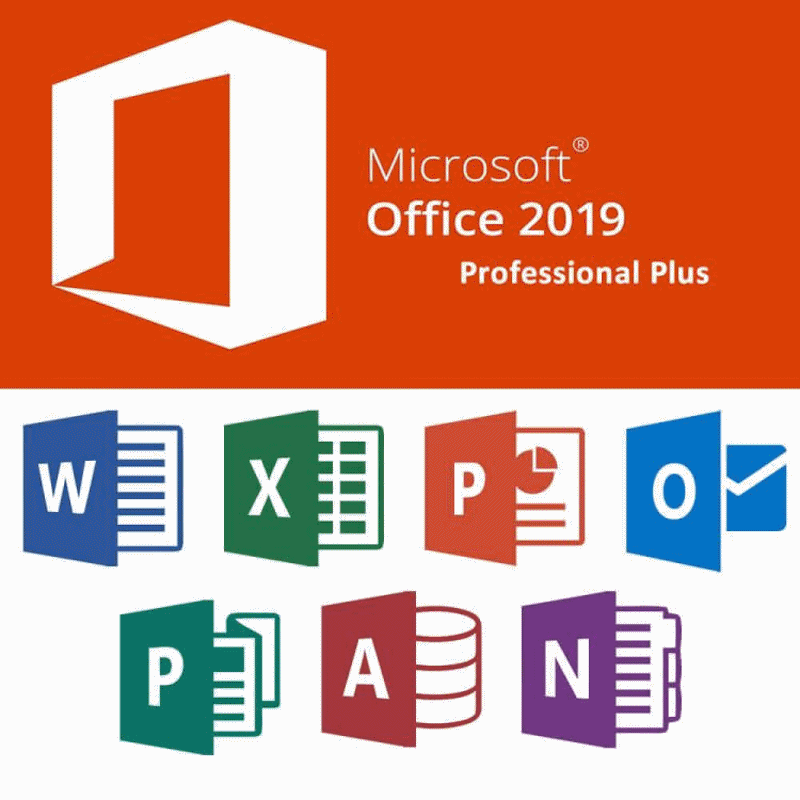 Microsoft®
Office 2019
Professional Plus
W X P O
P A N